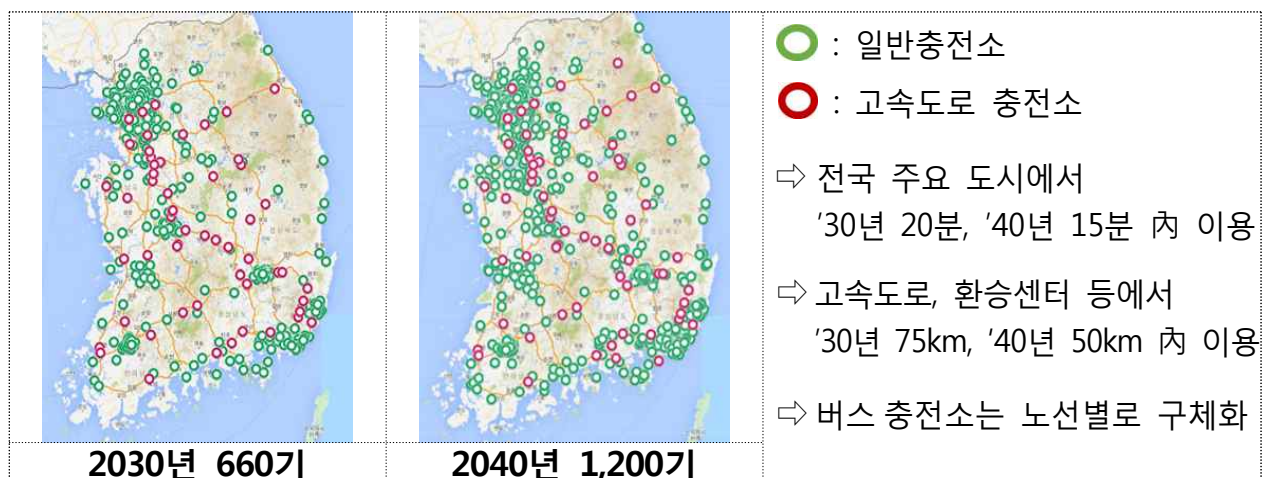 : 일반충전소
: 고속도로 충전소
⇨ 전국 주요 도시에서
'30년 20분, '40년 15분 內 이용
⇨ 고속도로, 환승센터 등에서
'30년 75km, '40년 50km 內 이용
⇨ 버스 충전소는 노선별로 구체화
2030년 660기
2040년 1,200기